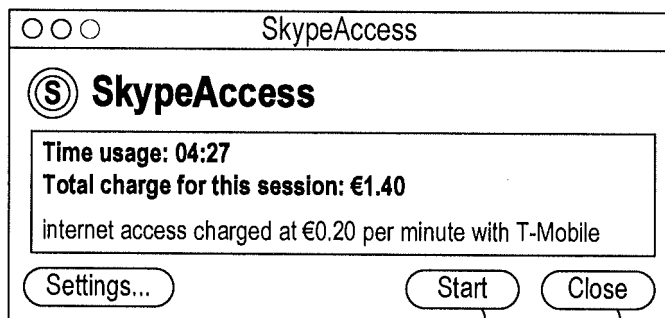 SkypeAccess
S SkypeAccess
Time usage: 04:27
Total charge for this session: €1.40
internet access charged at €0.20 per minute with T-Mobile
Settings... Start Close